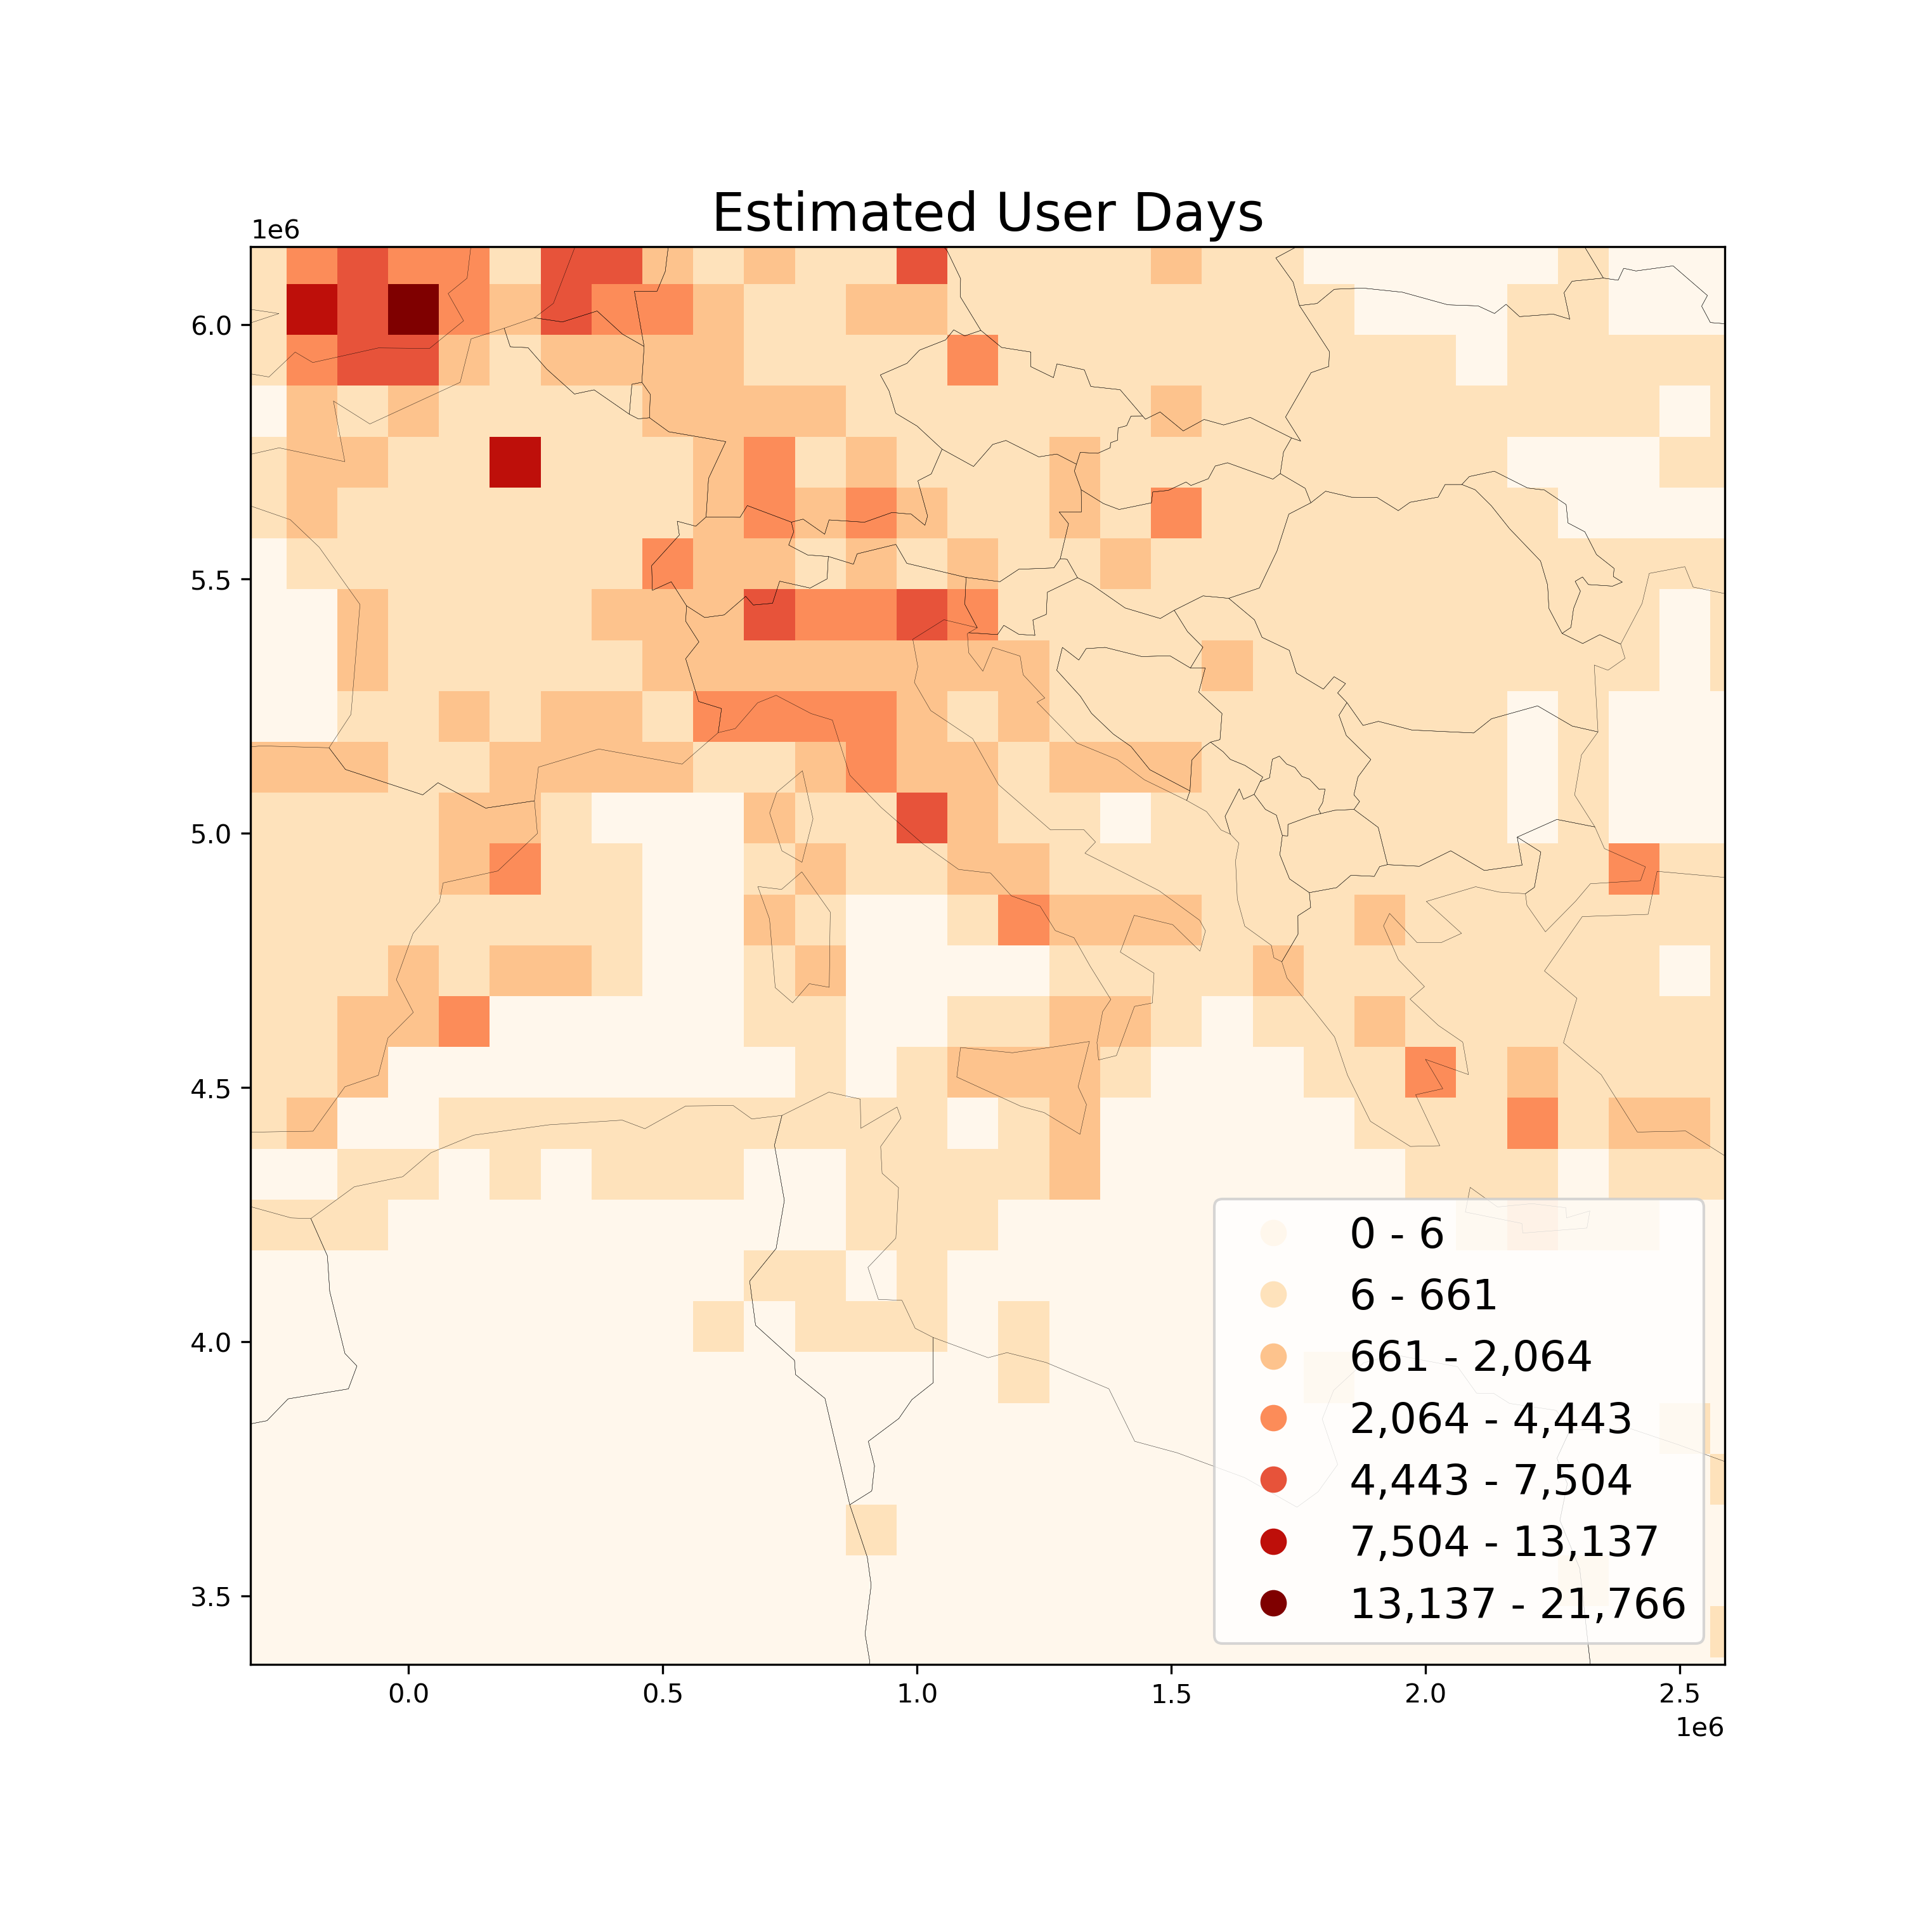 Estimated User Days
1e6
6.0
5.5
5.0
4.5
4.0
3.5
0 - 6
6 - 661
661 - 2,064
2,064 - 4,443
4,443 - 7,504
7,504 - 13,137
13,137 - 21,766
0.0 0.5 1.0 1.5 2.0 2.5
1e6